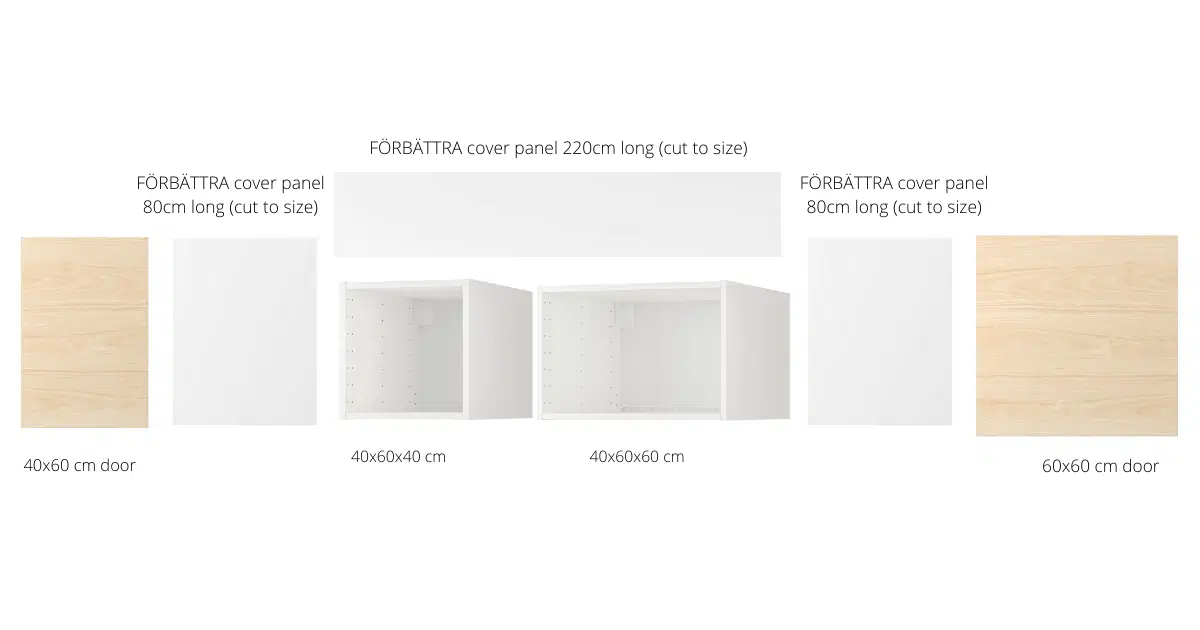 FÖRBÄTTRA cover panel 220cm long (cut to size)
FÖRBÄTTRA cover panel
80cm long (cut to size)
FÖRBÄTTRA cover panel
80cm long (cut to size)
40x60x40 cm
40x60x60 cm
40x60 cm door
60x60 cm door